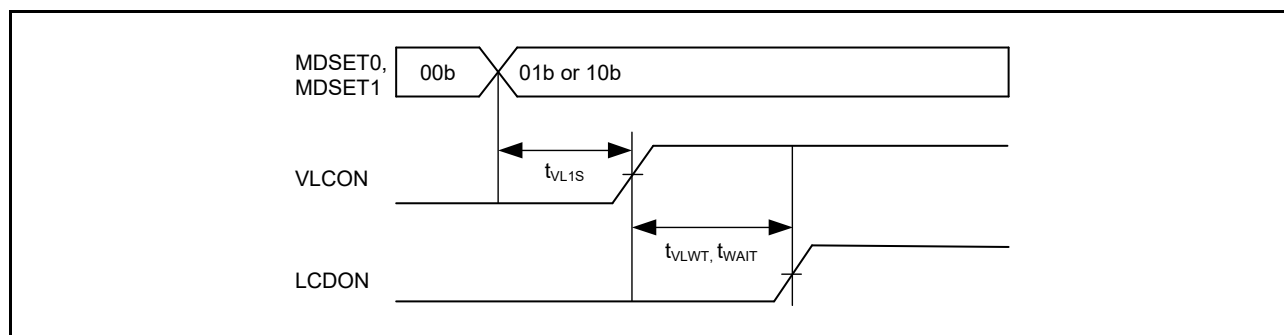 MDSET0,
MDSET1
00b
01b or 10b
tVL1S
VLCON
tVLWT, tWAIT
LCDON